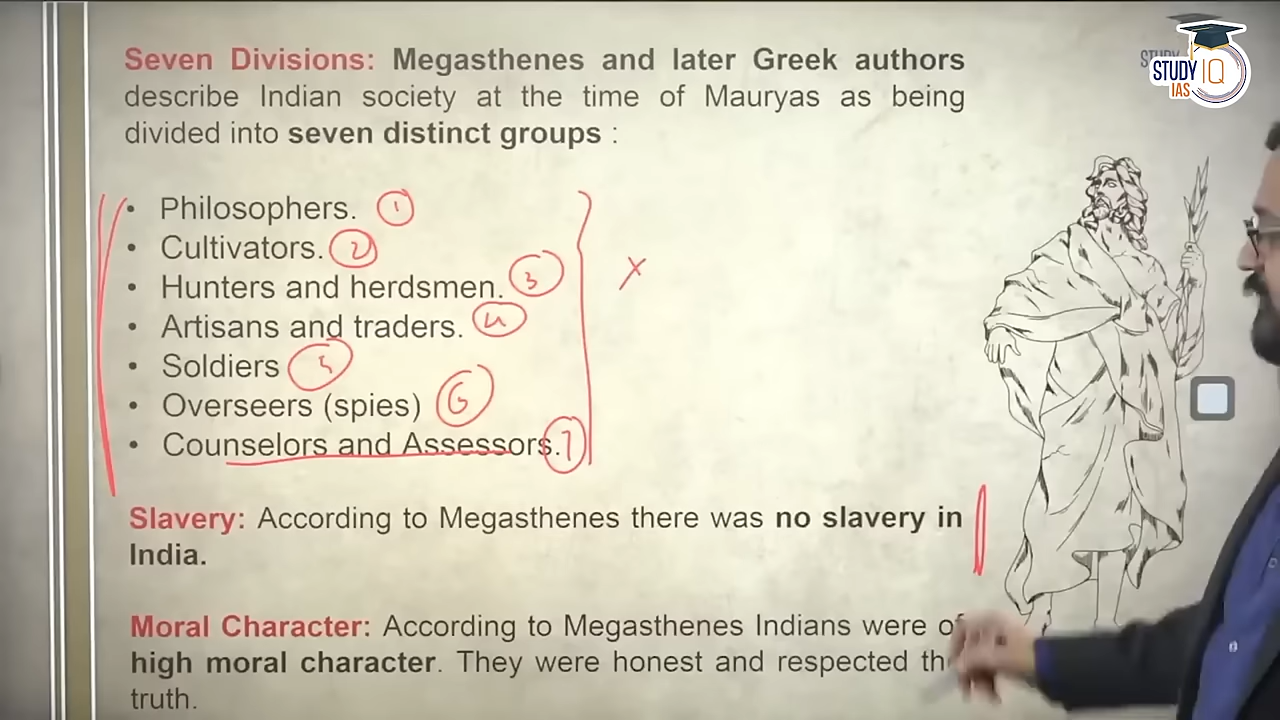 Seven Divisions: Megasthenes and later Greek authors
describe Indian society at the time of Mauryas as being
divided into seven distinct groups :
• Philosophers. 1
• Cultivators. 2
• Hunters and herdsmen. 3
• Artisans and traders. 4
• Soldiers 5
• Overseers (spies) 6
• Counselors and Assessors. 7
x
Slavery: According to Megasthenes there was no slavery in
India.
Moral Character: According to Megasthenes Indians were of
high moral character. They were honest and respected
truth.
STUDY IQ
IAS